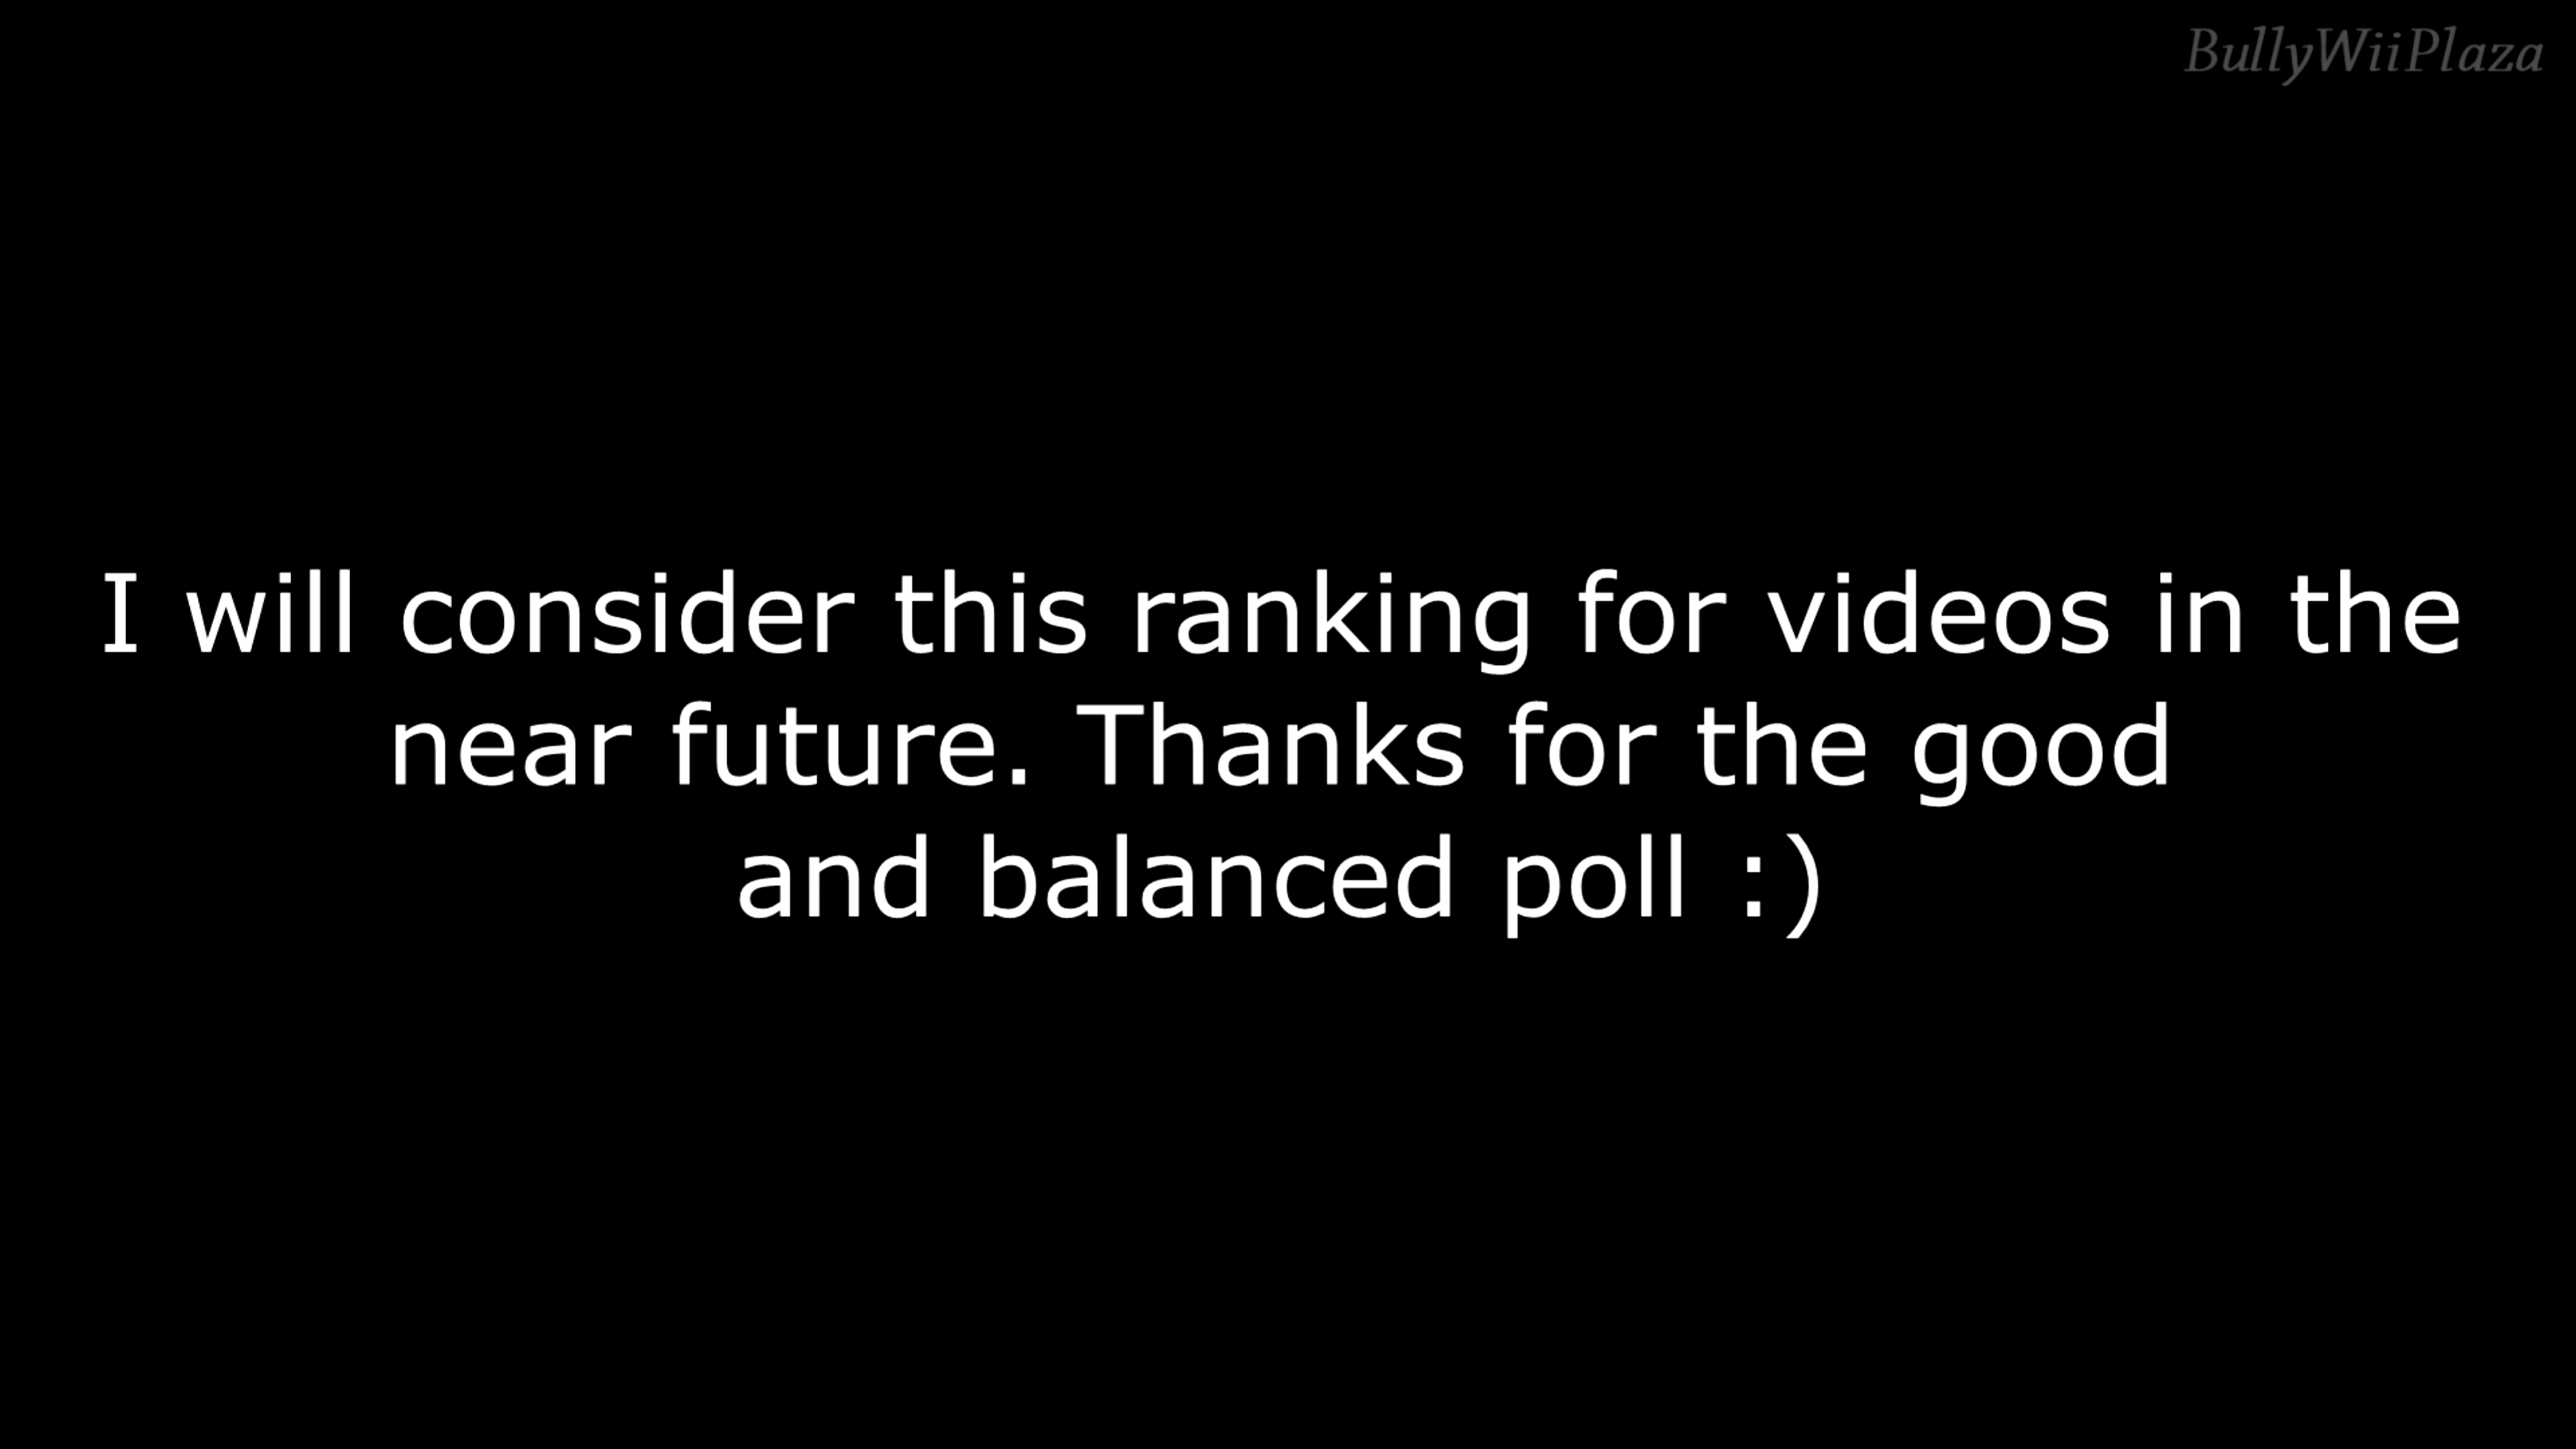 BullyWiiPlaza
I will consider this ranking for videos in the
near future. Thanks for the good
and balanced poll :)